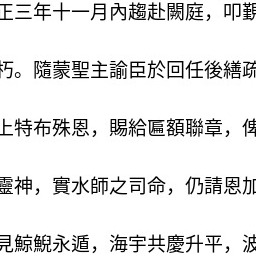 正三年十一月內趨赴闕庭，叩覲
朽。隨蒙聖主諭臣於回任後繕疏
上特布殊恩，賜給匾額聯章，俾
靈神，實水師之司命，仍請恩加
見鯨鯢永遁，海宇共慶升平，波